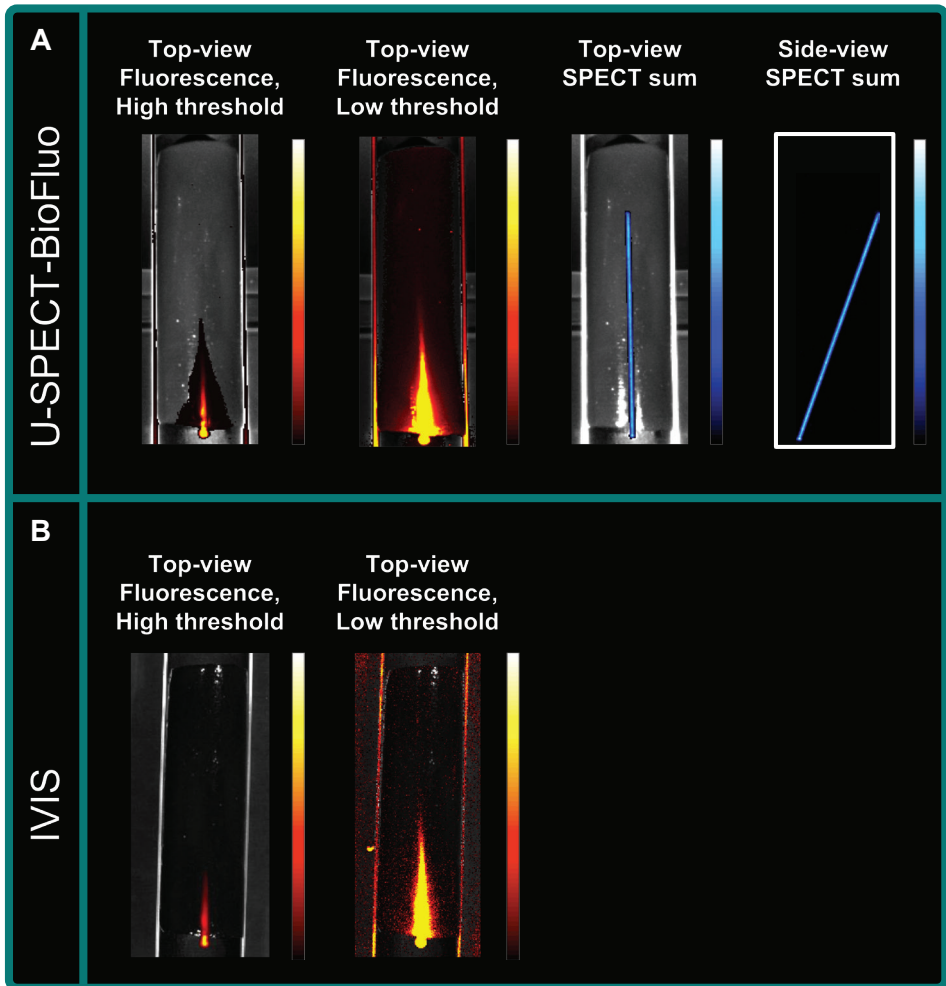 A
U-SPECT-BioFluo
Top-view
Fluorescence,
High threshold
Top-view
Fluorescence,
Low threshold
Top-view
SPECT sum
Side-view
SPECT sum
B
IVIS
Top-view
Fluorescence,
High threshold
Top-view
Fluorescence,
Low threshold